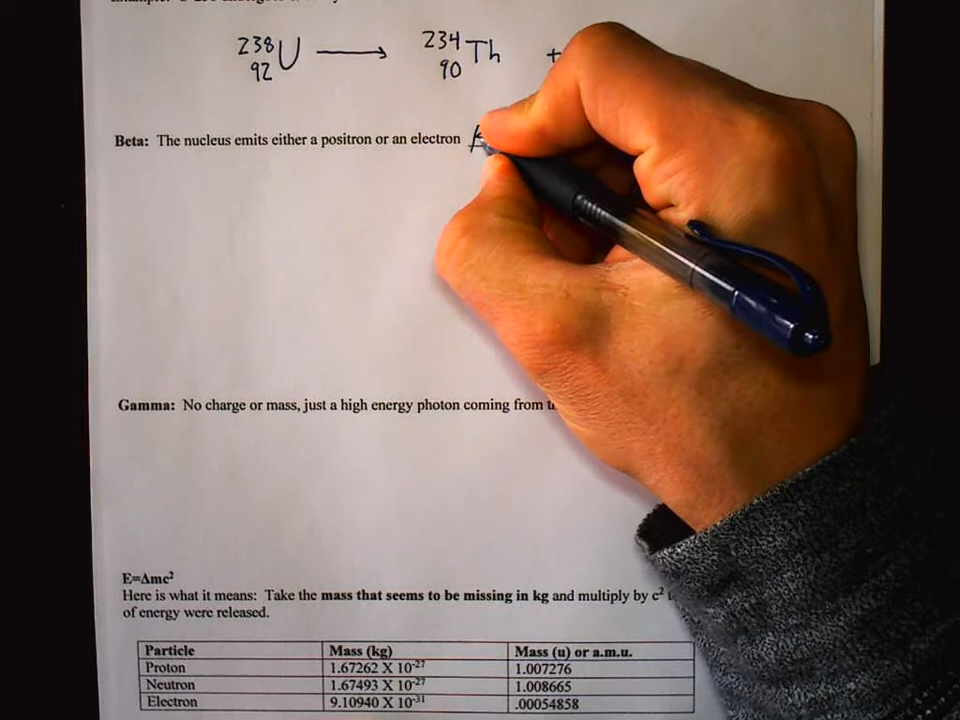 238 U → 234 Th +
92 90
Beta: The nucleus emits either a positron or an electron
Gamma: No charge or mass, just a high energy photon coming from
E=Δmc²
Here is what it means: Take the mass that seems to be missing in kg and multiply by c²
of energy were released.
Particle Mass (kg) Mass (u) or a.m.u.
Proton 1.67262 X 10⁻²⁷ 1.007276
Neutron 1.67493 X 10⁻²⁷ 1.008665
Electron 9.10940 X 10⁻³¹ .00054858